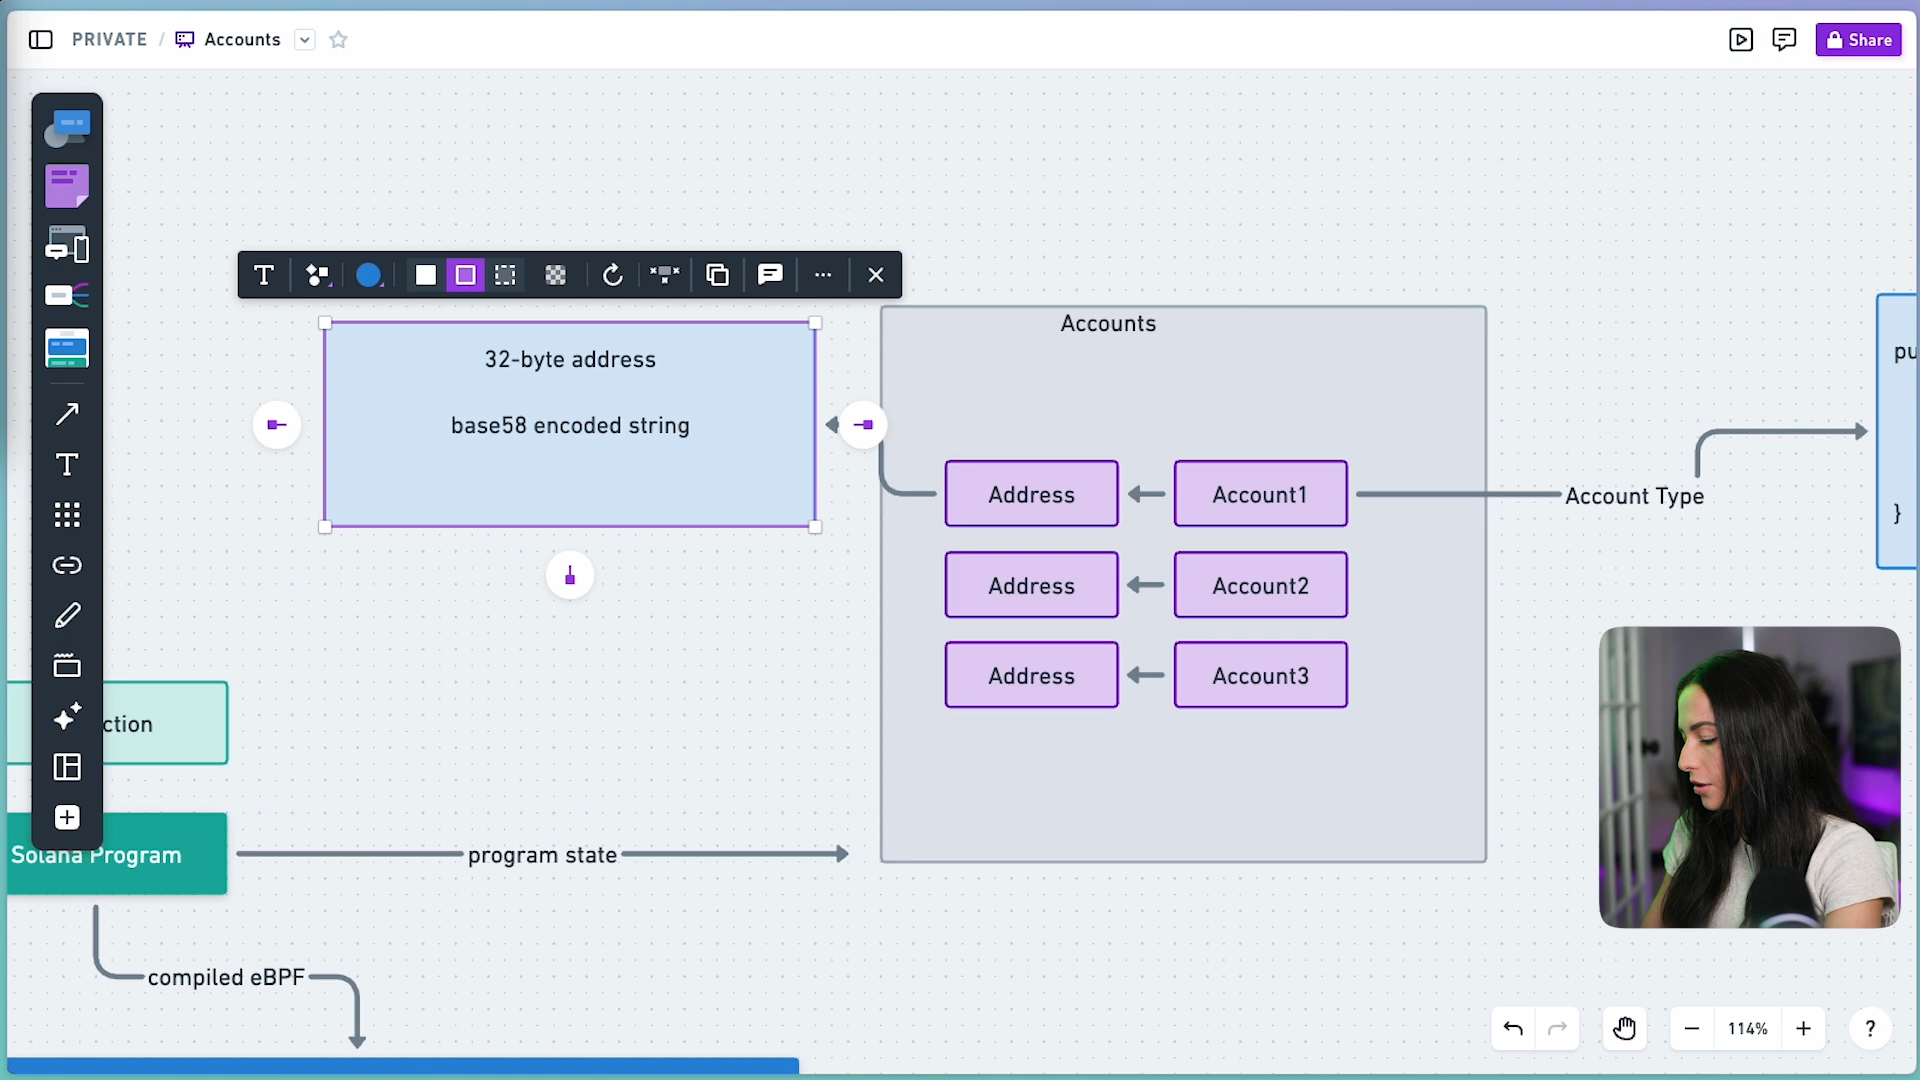 PRIVATE / Accounts
Share
32-byte address
base58 encoded string
Accounts
Address
Account1
Address
Account2
Address
Account3
Account Type
pu
}
ction
Solana Program
program state
compiled eBPF
114%
?